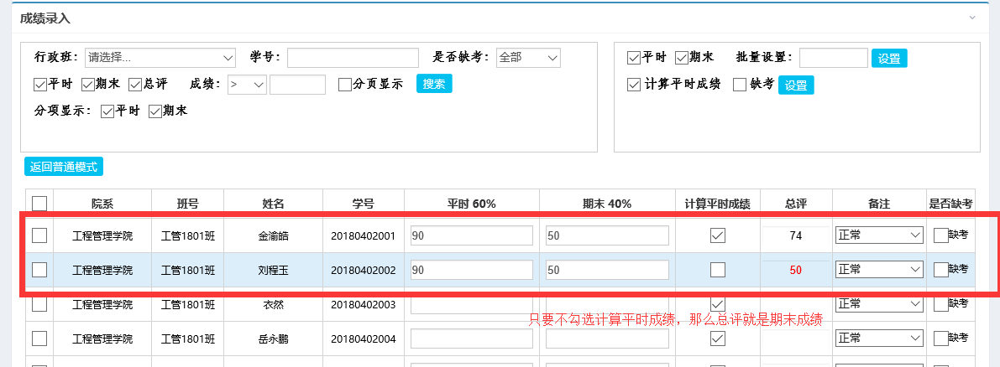 成绩录入
行政班: 请选择... 学号: 是否缺考: 全部
平时 期末 总评 成绩: > 分页显示 搜索
分项显示: 平时 期末
平时 期末 批量设置: 设置
计算平时成绩 缺考 设置
返回普通模式
院系 班号 姓名 学号 平时 60% 期末 40% 计算平时成绩 总评 备注 是否缺考
工程管理学院 工管1801班 金渝皓 20180402001 90 50 74 正常 缺考
工程管理学院 工管1801班 刘程玉 20180402002 90 50 50 正常 缺考
工程管理学院 工管1801班 衣然 20180402003 正常 缺考
只要不勾选计算平时成绩，那么总评就是期末成绩
工程管理学院 工管1801班 岳永鹏 20180402004 正常 缺考